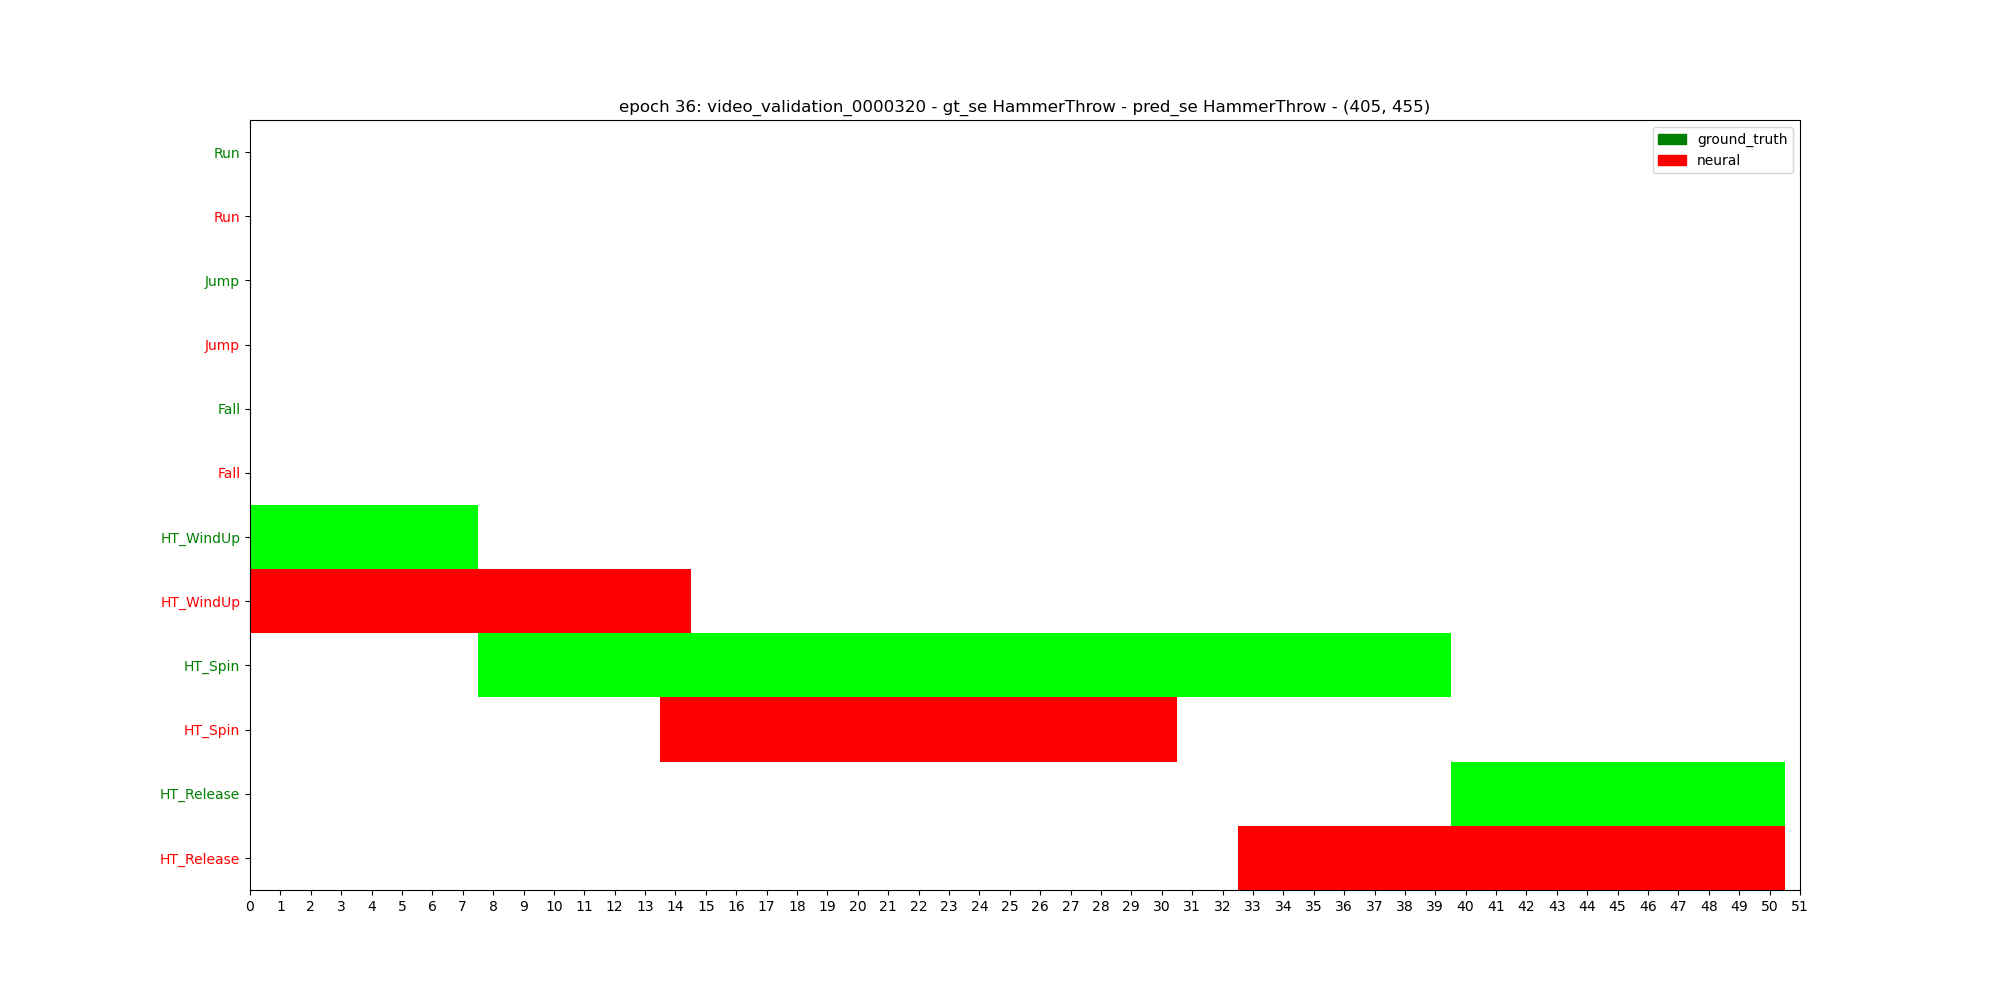 epoch 36: video_validation_0000320 - gt_se HammerThrow - pred_se HammerThrow - (405, 455)
ground_truth
neural
Run
Run
Jump
Jump
Fall
Fall
HT_WindUp
HT_WindUp
HT_Spin
HT_Spin
HT_Release
HT_Release
0 1 2 3 4 5 6 7 8 9 10 11 12 13 14 15 16 17 18 19 20 21 22 23 24 25 26 27 28 29 30 31 32 33 34 35 36 37 38 39 40 41 42 43 44 45 46 47 48 49 50 51